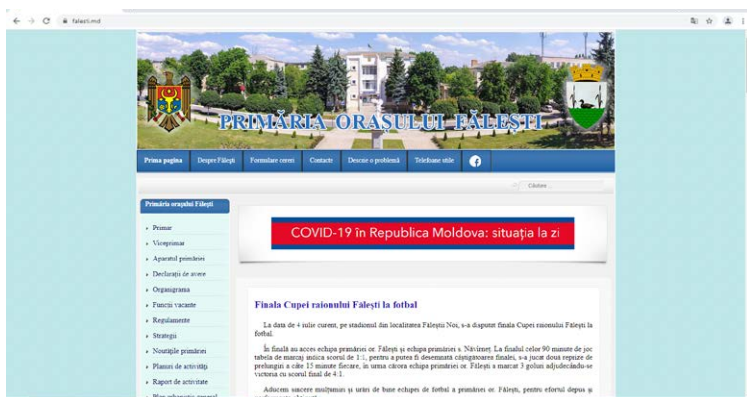 falesti.md
PRIMĂRIA ORAȘULUI FĂLEȘTI
Prima pagina Despre Fălești Formulare cereri Contacte Descrie o problemă Telefoane utile
Căutare ...
Primăria orașului Fălești
Primar
Viceprimar
Aparatul primăriei
Declarații de avere
Organigrama
Funcții vacante
Regulamente
Strategii
Noutățile primăriei
Planuri de activități
Raport de activitate
Plan urbanistic general
COVID-19 în Republica Moldova: situația la zi
Finala Cupei raionului Fălești la fotbal
La data de 4 iulie curent, pe stadionul din localitatea Făleștii Noi, s-a disputat finala Cupei raionului Fălești la
fotbal.
În finală au acces echipa primăriei or. Fălești și echipa primăriei s. Năvîrneț. La finalul celor 90 minute de joc
tabela de marcaj indica scorul de 1:1, pentru a putea fi desemnată câștigătoarea finalei, s-a jucat două reprize de
prelungiri a câte 15 minute fiecare, în urma cărora echipa primăriei or. Fălești a marcat 3 goluri adjudecându-se
victoria cu scorul final de 4:1.
Aducem sincere mulțumiri și urări de bine echipei de fotbal a primăriei or. Fălești, pentru efortul depus și